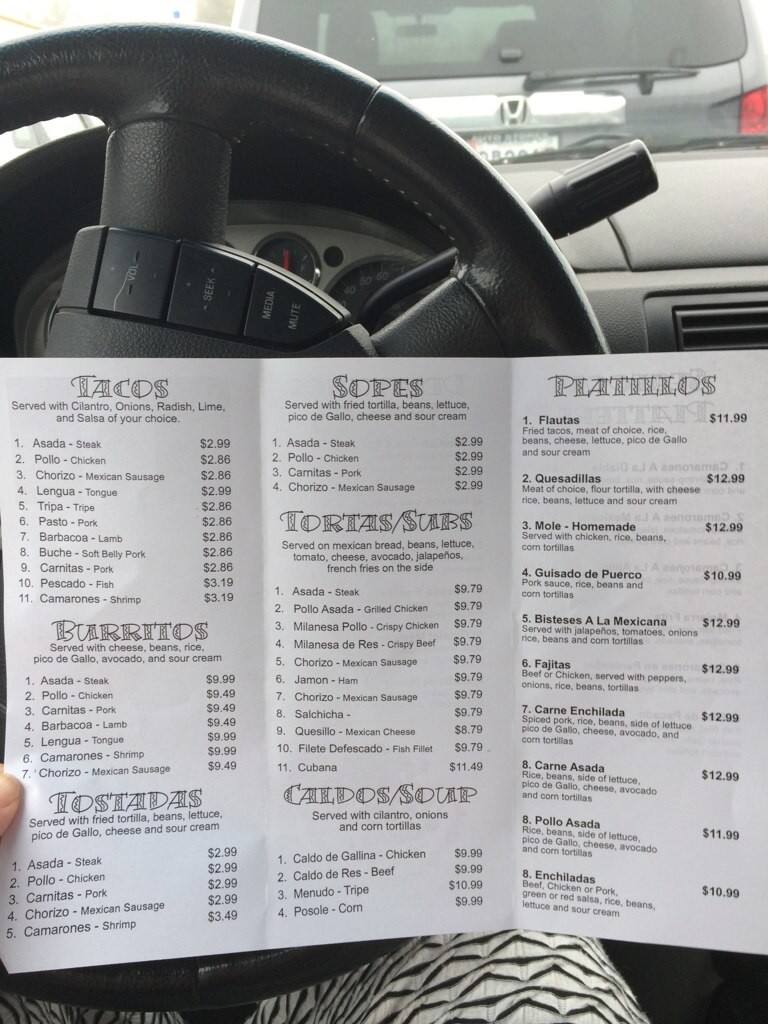 VOL
SEEK
MEDIA
MUTE
TACOS
Served with Cilantro, Onions, Radish, Lime,
and Salsa of your choice.
1. Asada - Steak $2.99
2. Pollo - Chicken $2.86
3. Chorizo - Mexican Sausage $2.86
4. Lengua - Tongue $2.99
5. Tripa - Tripe $2.86
6. Pasto - Pork $2.86
7. Barbacoa - Lamb $2.86
8. Buche - Soft Belly Pork $2.86
9. Carnitas - Pork $2.86
10. Pescado - Fish $3.19
11. Camarones - Shrimp $3.19
BURRITOS
Served with cheese, beans, rice,
pico de Gallo, avocado, and sour cream
1. Asada - Steak $9.99
2. Pollo - Chicken $9.49
3. Carnitas - Pork $9.49
4. Barbacoa - Lamb $9.49
5. Lengua - Tongue $9.99
6. Camarones - Shrimp $9.99
7. Chorizo - Mexican Sausage $9.49
TOSTADAS
Served with fried tortilla, beans, lettuce,
pico de Gallo, cheese and sour cream
1. Asada - Steak $2.99
2. Pollo - Chicken $2.99
3. Carnitas - Pork $2.99
4. Chorizo - Mexican Sausage $2.99
5. Camarones - Shrimp $3.49
SOPES
Served with fried tortilla, beans, lettuce,
pico de Gallo, cheese and sour cream
1. Asada - Steak $2.99
2. Pollo - Chicken $2.99
3. Carnitas - Pork $2.99
4. Chorizo - Mexican Sausage $2.99
TORTAS/SUBS
Served on mexican bread, beans, lettuce,
tomato, cheese, avocado, jalapeños,
french fries on the side
1. Asada - Steak $9.79
2. Pollo Asada - Grilled Chicken $9.79
3. Milanesa Pollo - Crispy Chicken $9.79
4. Milanesa de Res - Crispy Beef $9.79
5. Chorizo - Mexican Sausage $9.79
6. Jamon - Ham $9.79
7. Chorizo - Mexican Sausage $9.79
8. Salchicha - $9.79
9. Quesillo - Mexican Cheese $8.79
10. Filete Defescado - Fish Fillet $9.79
11. Cubana $11.49
CALDOS/SOUP
Served with cilantro, onions
and corn tortillas
1. Caldo de Gallina - Chicken $9.99
2. Caldo de Res - Beef $9.99
3. Menudo - Tripe $10.99
4. Posole - Corn $9.99
PLATILLOS
1. Flautas $11.99
Fried tacos, meat of choice. rice,
beans, cheese, lettuce, pico de Gallo
and sour cream
2. Quesadillas $12.99
Meat of choice, flour tortilla, with cheese
rice, beans, lettuce and sour cream
3. Mole - Homemade $12.99
Served with chicken, rice, beans,
corn tortillas
4. Guisado de Puerco $10.99
Pork sauce, rice, beans and
corn tortillas
5. Bisteses A La Mexicana $12.99
Served with jalapeños, tomatoes, onions
rice, beans and corn tortillas
6. Fajitas $12.99
Beef or Chicken, served with peppers,
onions, rice, beans, tortillas
7. Carne Enchilada $12.99
Spiced pork, rice, beans, side of lettuce
pico de Gallo, cheese, avocado, and
corn tortillas
8. Carne Asada $12.99
Rice, beans, side of lettuce,
pico de Gallo, cheese, avocado
and corn tortillas
8. Pollo Asada $11.99
Rice, beans, side of lettuce,
pico de Gallo, cheese, avocado
and corn tortillas
8. Enchiladas $10.99
Beef, Chicken or Pork,
green or red salsa, rice, beans,
lettuce and sour cream